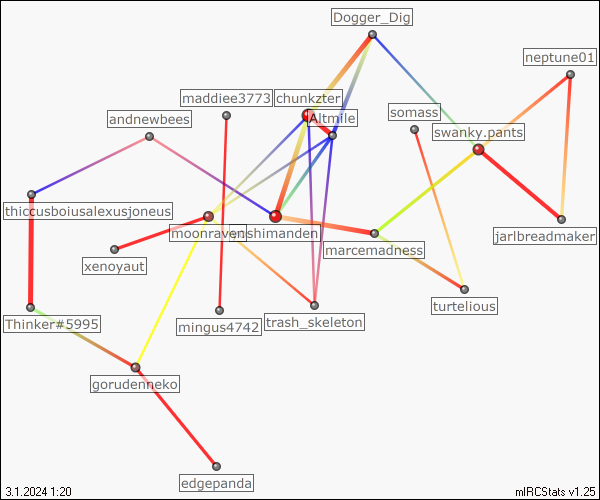 Dogger_Dig
neptune01
maddiee3773
chunkzter
somass
andnewbees
Altmile
swanky.pants
thiccusboiusalexusjoneus
moonraven
shimanden
jarlbreadmaker
marcemadness
xenoyaut
turtelious
Thinker#5995
mingus4742
trash_skeleton
gorudenneko
edgepanda
3.1.2024 1:20
mIRCStats v1.25